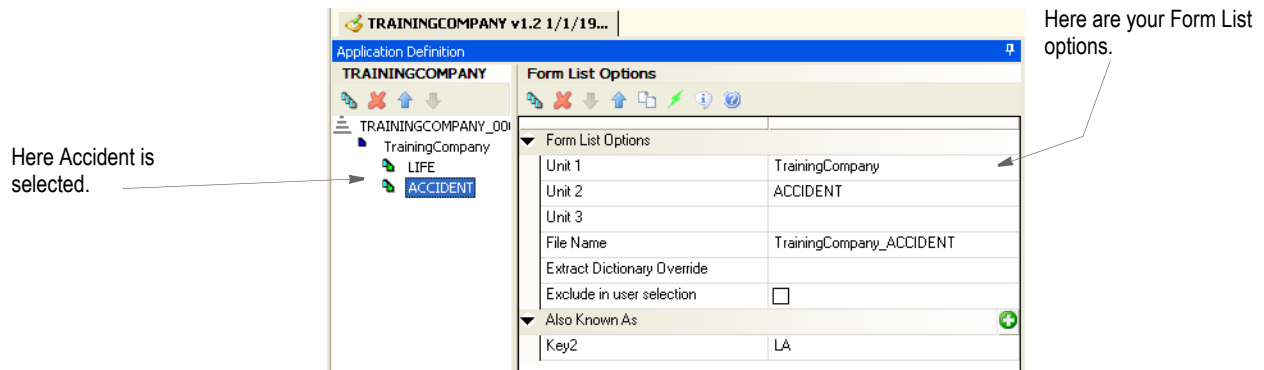 TRAININGCOMPANY v1.2 1/1/19...
Here are your Form List
options.
Application Definition
TRAININGCOMPANY
Form List Options
TRAININGCOMPANY_00
TrainingCompany
LIFE
ACCIDENT
Here Accident is
selected.
Form List Options
Unit 1 TrainingCompany
Unit 2 ACCIDENT
Unit 3
File Name TrainingCompany_ACCIDENT
Extract Dictionary Override
Exclude in user selection
Also Known As
Key2 LA